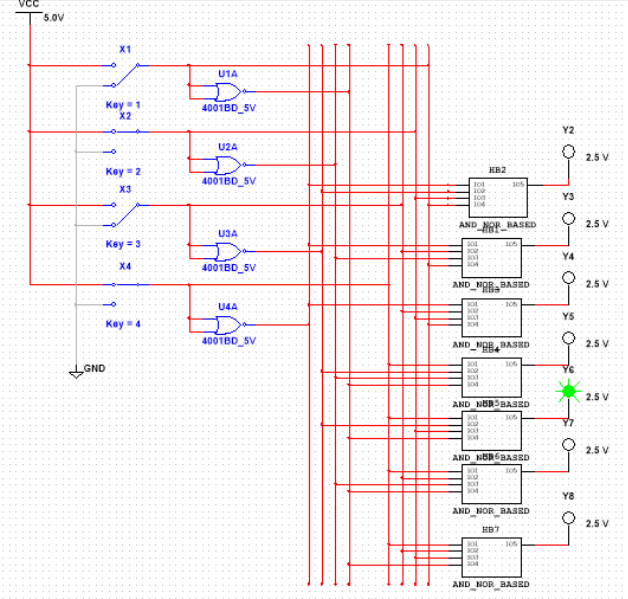 VCC
5.0V
X1
U1A
Key = 1
4001BD_5V
X2
U2A
Key = 2
4001BD_5V
X3
U3A
Key = 3
4001BD_5V
X4
U4A
Key = 4
4001BD_5V
GND
Y2
2.5 V
HB2
IO1 IO5
IO2
IO3
IO4
AND_NOR_BASED
Y3
2.5 V
HB1
IO1 IO5
IO2
IO3
IO4
AND_NOR_BASED
Y4
2.5 V
HB3
IO1 IO5
IO2
IO3
IO4
AND_NOR_BASED
Y5
2.5 V
HB4
IO1 IO5
IO2
IO3
IO4
AND_NOR_BASED
Y6
2.5 V
HB5
IO1 IO5
IO2
IO3
IO4
AND_NOR_BASED
Y7
2.5 V
HB6
IO1 IO5
IO2
IO3
IO4
AND_NOR_BASED
Y8
2.5 V
HB7
IO1 IO5
IO2
IO3
IO4
AND_NOR_BASED